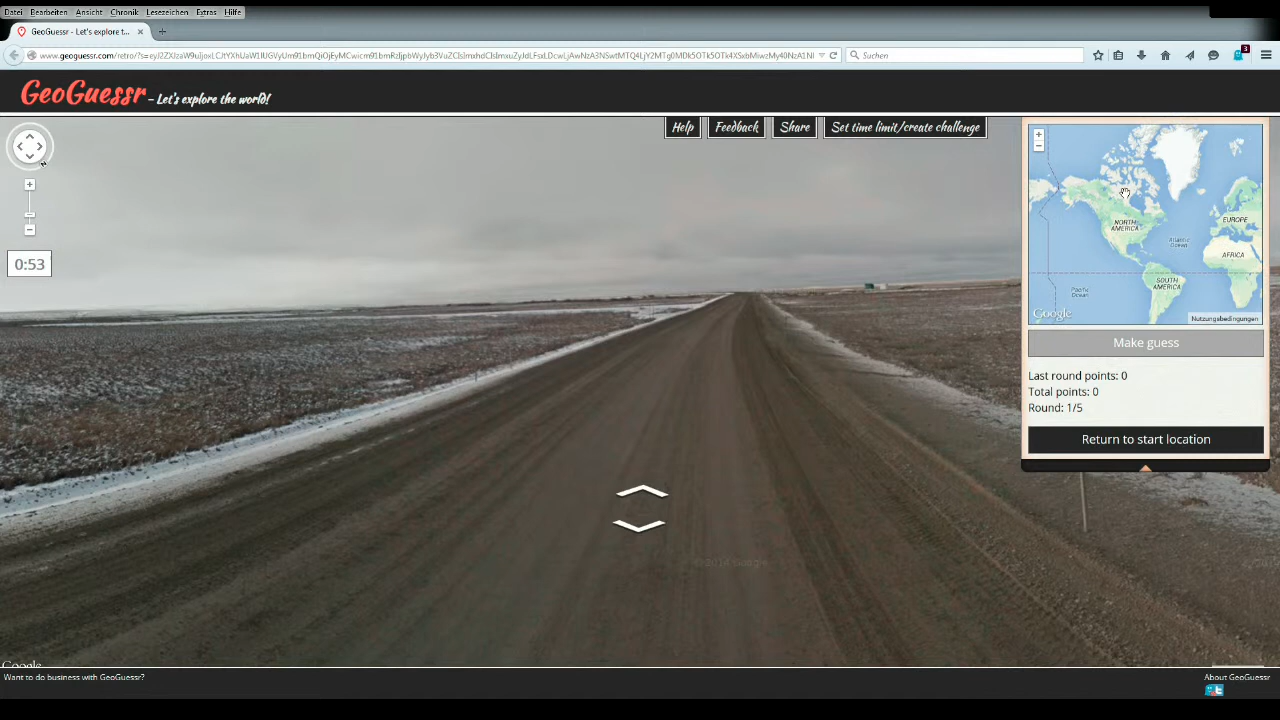 Datei Bearbeiten Ansicht Chronik Lesezeichen Extras Hilfe
GeoGuessr - Let's explore t...
Suchen
3
GeoGuessr - Let's explore the world!
Help Feedback Share Set time limit/create challenge
0:53
NORTH AMERICA
EUROPE
Atlantic Ocean
AFRICA
SOUTH AMERICA
Pacific Ocean
Google
Nutzungsbedingungen
Make guess
Last round points: 0
Total points: 0
Round: 1/5
Return to start location
© 2014 Google
Google
Want to do business with GeoGuessr?
About GeoGuessr